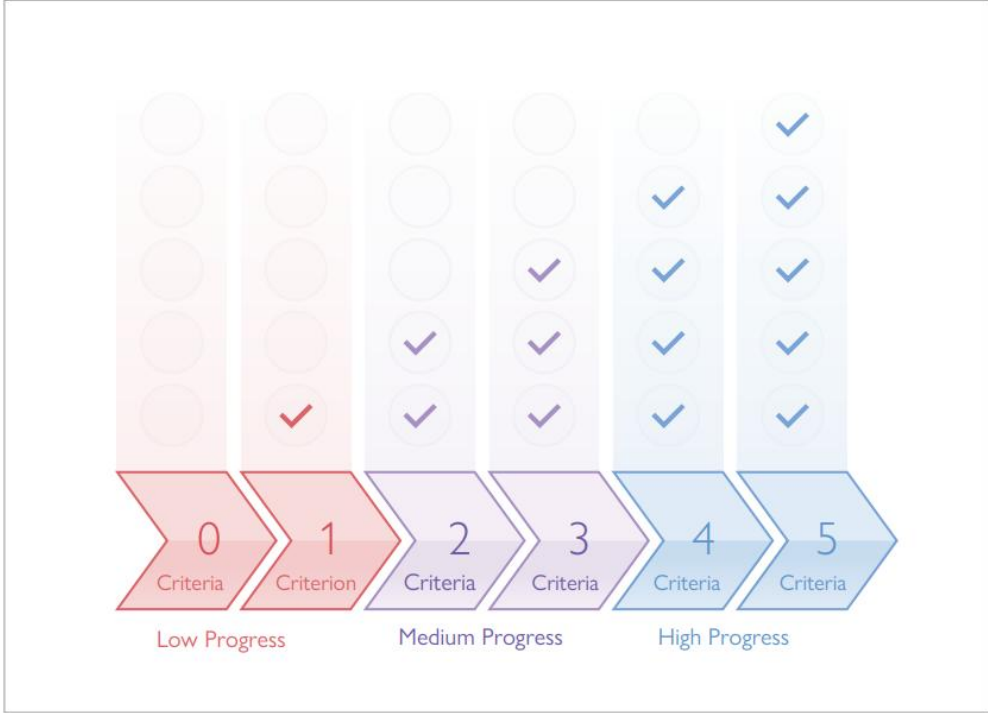 0 1 2 3 4 5
Criteria Criterion Criteria Criteria Criteria Criteria
Low Progress Medium Progress High Progress